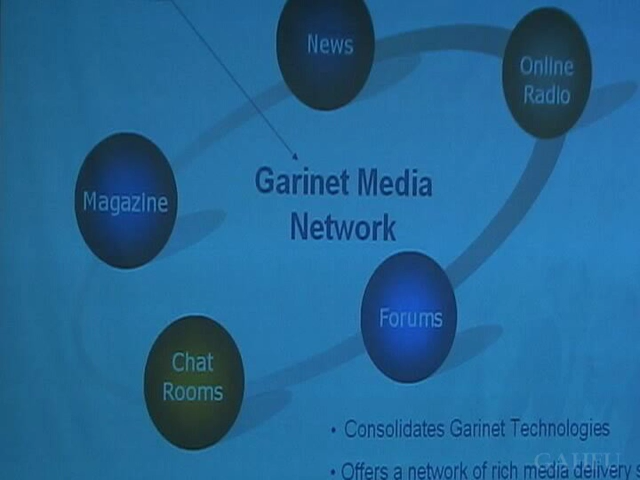 News
Online
Radio
Magazine
Garinet Media
Network
Forums
Chat
Rooms
• Consolidates Garinet Technologies
• Offers a network of rich media delivery s